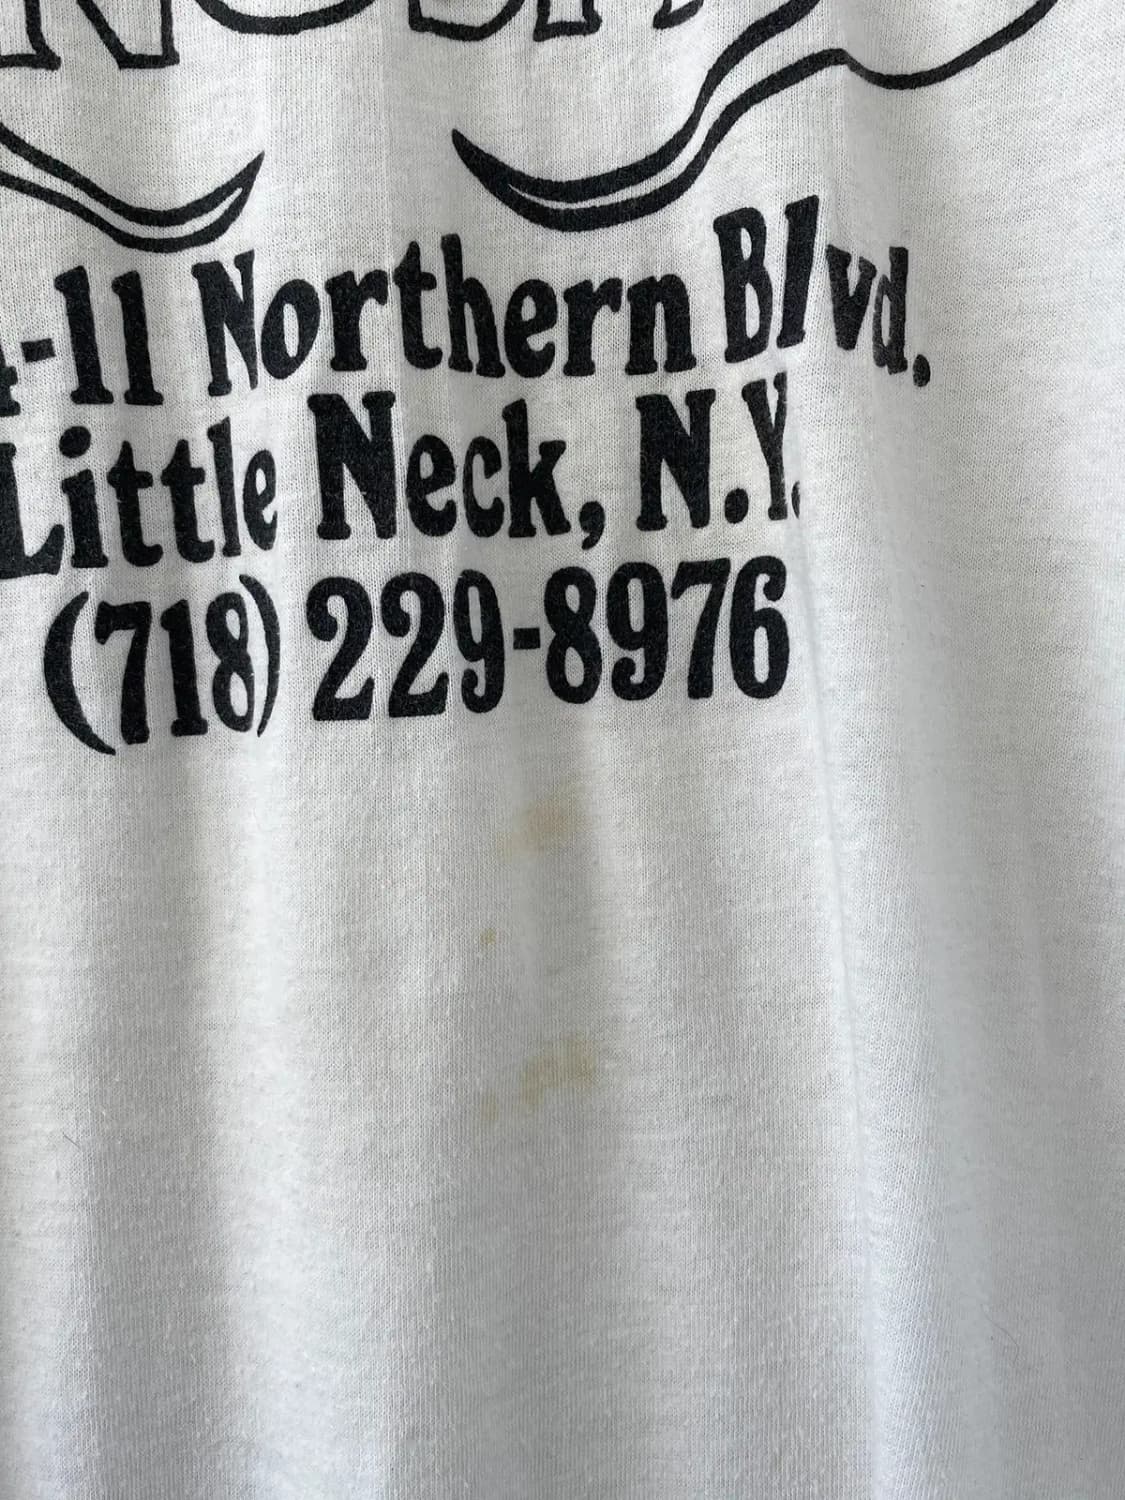 -11 Northern Blvd.
Little Neck, N.Y.
(718) 229-8976